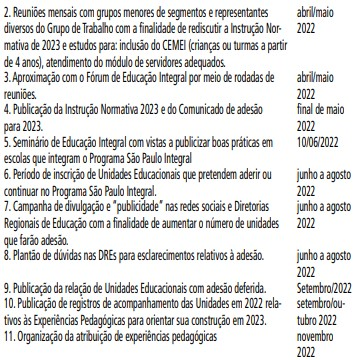 2. Reuniões mensais com grupos menores de segmentos e representantes abril/maio
diversos do Grupo de Trabalho com a finalidade de rediscutir a Instrução Nor- 2022
mativa de 2023 e estudos para: inclusão do CEMEI (crianças ou turmas a partir
de 4 anos), atendimento do módulo de servidores adequados.
3. Aproximação com o Fórum de Educação Integral por meio de rodadas de abril/maio
reuniões. 2022
4. Publicação da Instrução Normativa 2023 e do Comunicado de adesão final de maio
para 2023. 2022
5. Seminário de Educação Integral com vistas a publicizar boas práticas em 10/06/2022
escolas que integram o Programa São Paulo Integral
6. Período de inscrição de Unidades Educacionais que pretendem aderir ou junho a agosto
continuar no Programa São Paulo Integral. 2022
7. Campanha de divulgação e "publicidade" nas redes sociais e Diretorias junho a agosto
Regionais de Educação com a finalidade de aumentar o número de unidades 2022
que farão adesão.
8. Plantão de dúvidas nas DREs para esclarecimentos relativos à adesão. junho a agosto
2022
9. Publicação da relação de Unidades Educacionais com adesão deferida. Setembro/2022
10. Publicação de registros de acompanhamento das Unidades em 2022 rela- setembro/ou-
tivos às Experiências Pedagógicas para orientar sua construção em 2023. tubro 2022
11. Organização da atribuição de experiências pedagógicas novembro
2022